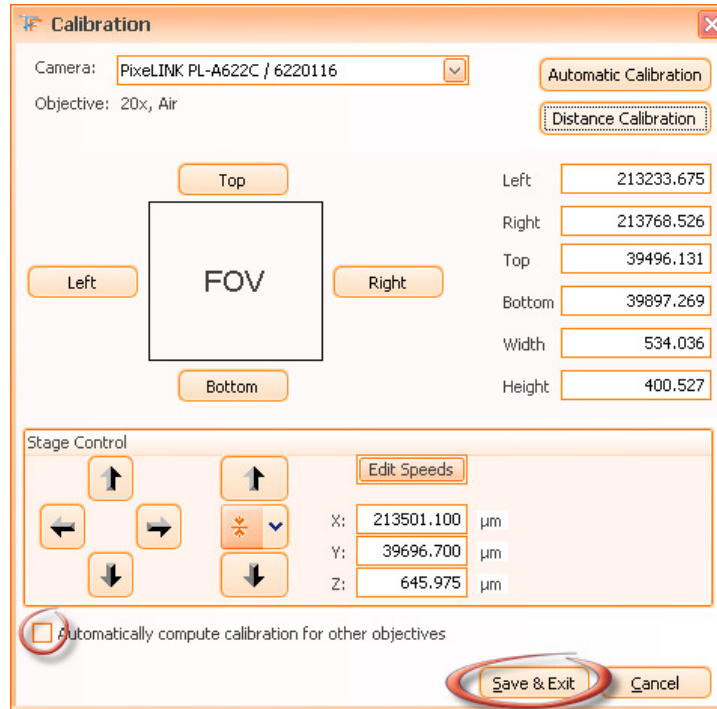 Calibration
Camera: PixeLINK PL-A622C / 6220116
Automatic Calibration
Objective: 20x, Air
Distance Calibration
Top
Left
FOV
Right
Bottom
Left 213233.675
Right 213768.526
Top 39496.131
Bottom 39897.269
Width 534.036
Height 400.527
Stage Control
Edit Speeds
X: 213501.100 µm
Y: 39696.700 µm
Z: 645.975 µm
Automatically compute calibration for other objectives
Save & Exit
Cancel